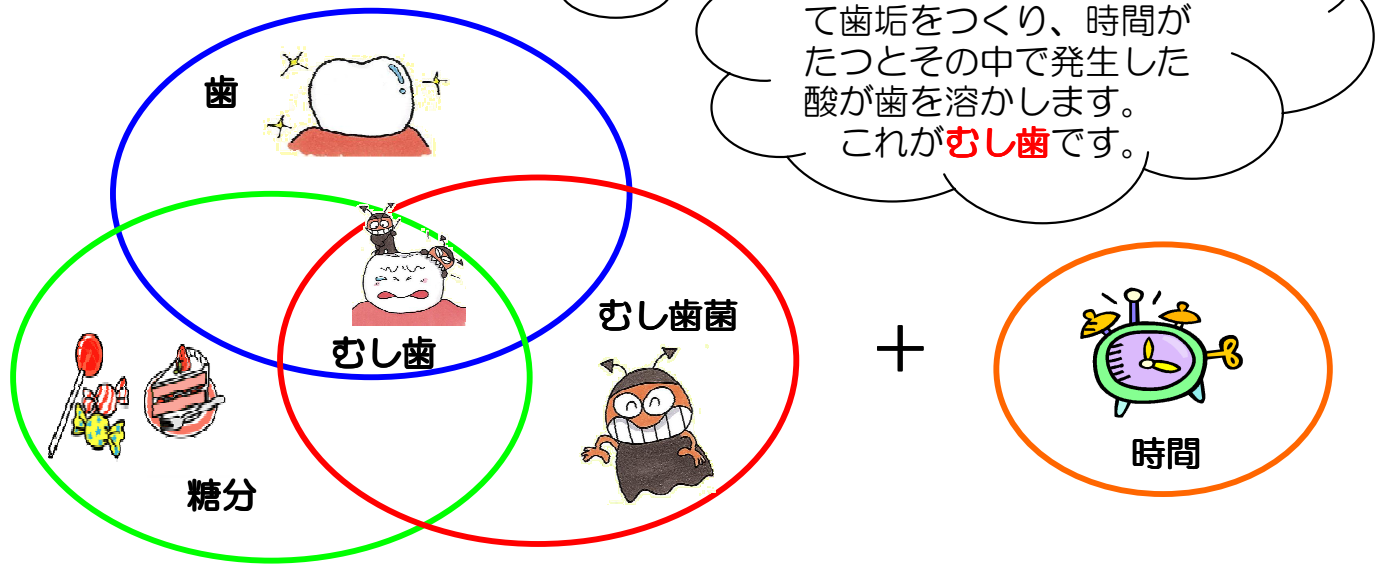 て歯垢をつくり、時間が
たつとその中で発生した
酸が歯を溶かします。
これがむし歯です。
歯
むし歯菌
むし歯
＋
時間
糖分